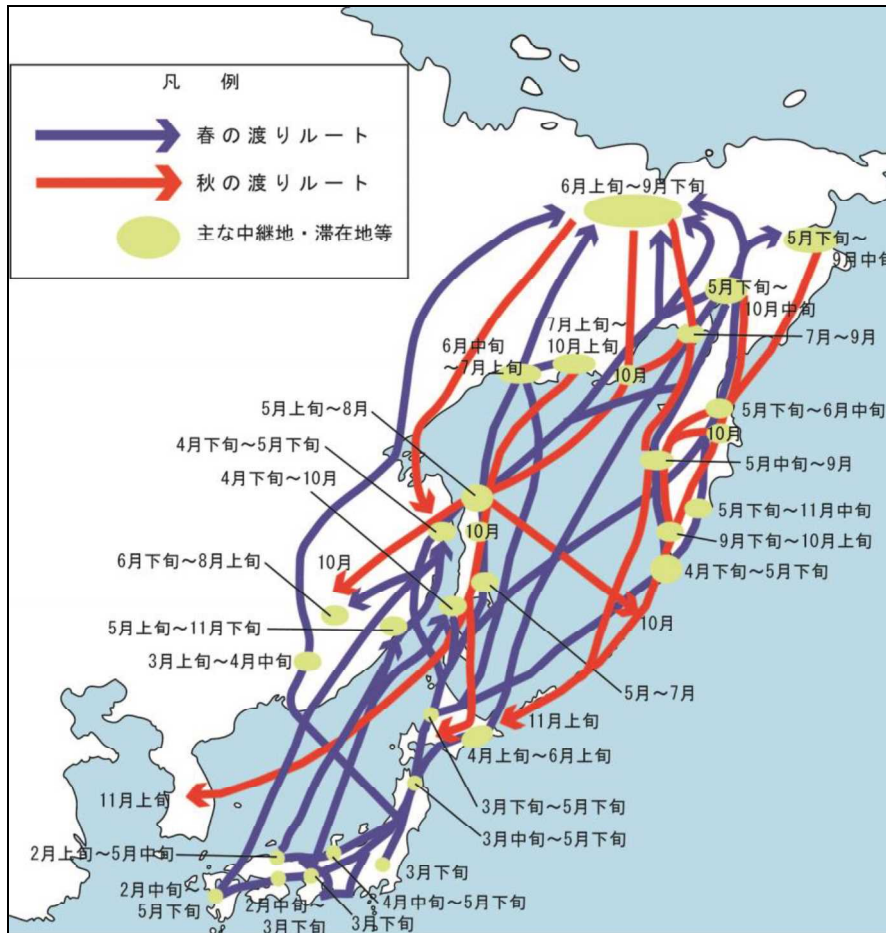 凡 例
春の渡りルート
秋の渡りルート
主な中継地・滞在地等
6月上旬～9月下旬
5月下旬～
9月中旬
5月下旬～
10月中旬
7月～9月
7月上旬～
10月上旬
6月中旬
～7月上旬
10月
5月上旬～8月
4月下旬～5月下旬
4月下旬～10月
5月下旬～6月中旬
10月
5月中旬～9月
5月下旬～11月中旬
9月下旬～10月上旬
4月下旬～5月下旬
10月
10月
6月下旬～8月上旬
5月上旬～11月下旬
10月
3月上旬～4月中旬
5月～7月
11月上旬
4月上旬～6月上旬
11月上旬
3月下旬～5月下旬
3月中旬～5月下旬
2月上旬～5月中旬
3月下旬
2月中旬～
5月下旬
4月中旬～5月下旬
2月中旬～
3月下旬
3月下旬